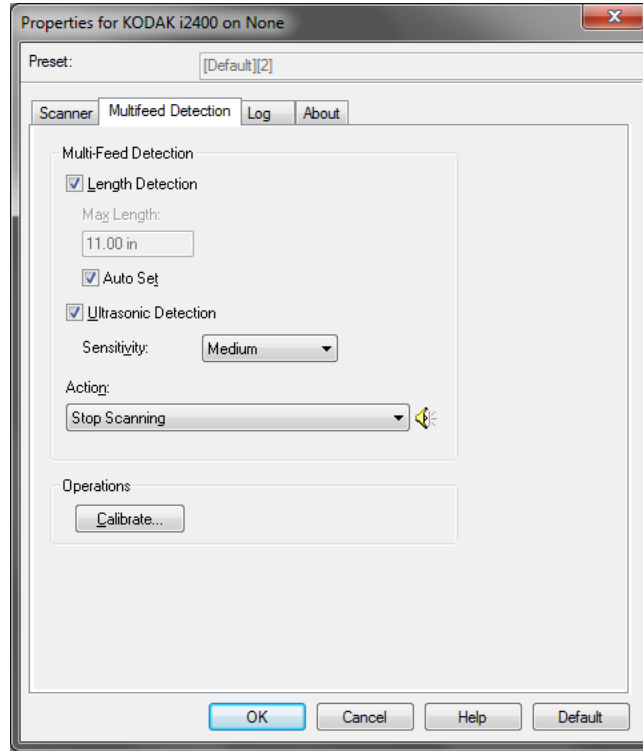 Properties for KODAK i2400 on None
Preset: [Default][2]
Scanner Multifeed Detection Log About
Multi-Feed Detection
Length Detection
Max Length:
11.00 in
Auto Set
Ultrasonic Detection
Sensitivity: Medium
Action:
Stop Scanning
Operations
Calibrate...
OK Cancel Help Default